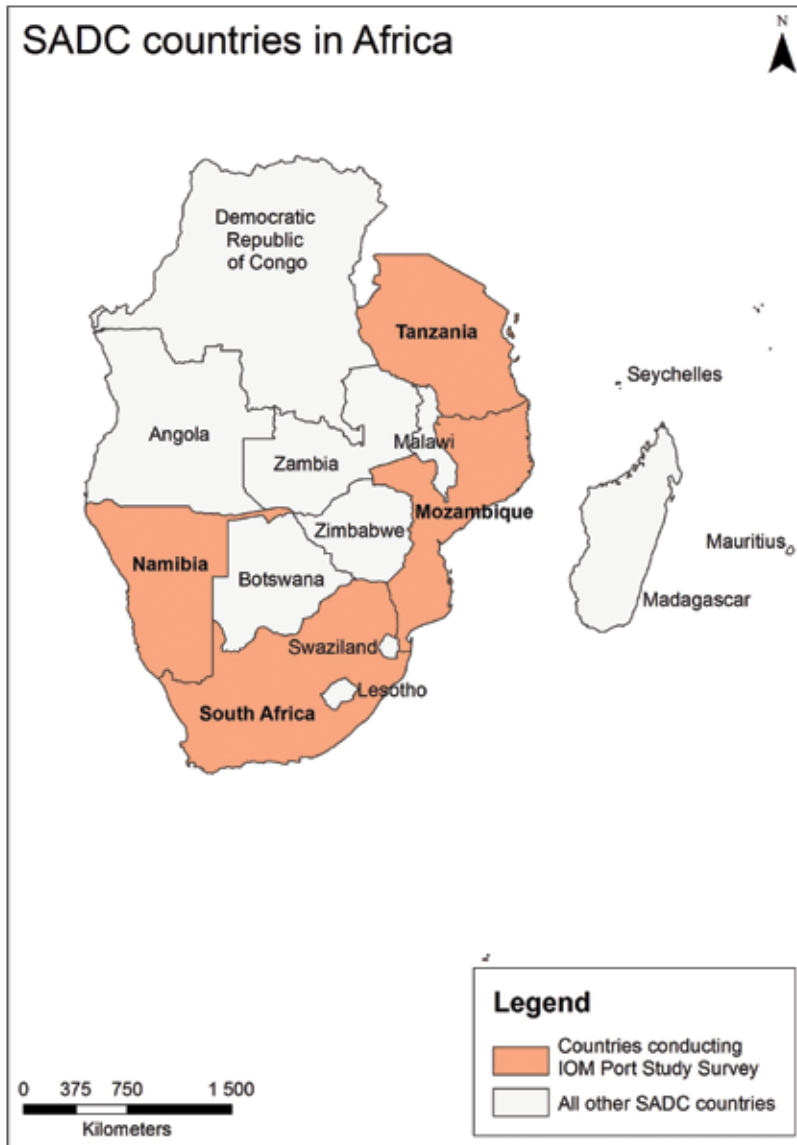 SADC countries in Africa
N
Democratic
Republic
of Congo
Tanzania
Seychelles
Angola
Malawi
Zambia
Mozambique
Zimbabwe
Mauritius
Namibia
Botswana
Madagascar
Swaziland
Lesotho
South Africa
Legend
Countries conducting
IOM Port Study Survey
All other SADC countries
0 375 750 1 500
Kilometers